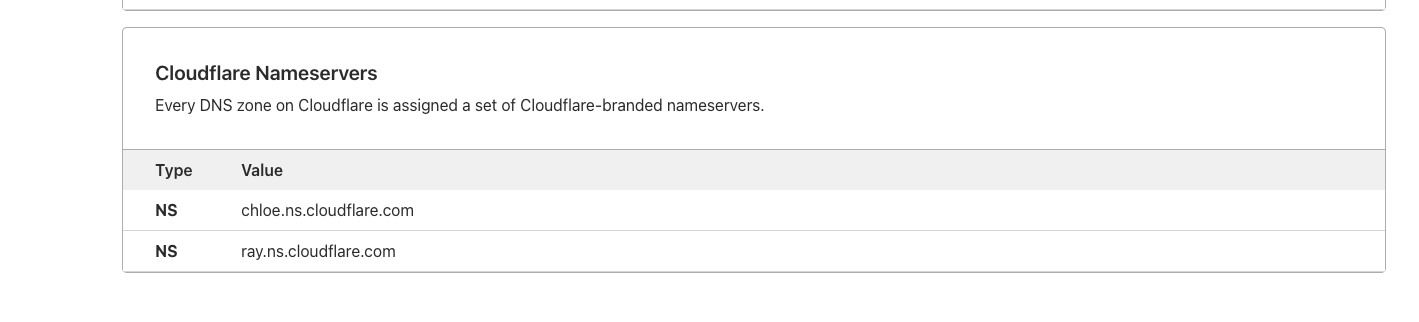 Cloudflare Nameservers
Every DNS zone on Cloudflare is assigned a set of Cloudflare-branded nameservers.
Type Value
NS chloe.ns.cloudflare.com
NS ray.ns.cloudflare.com